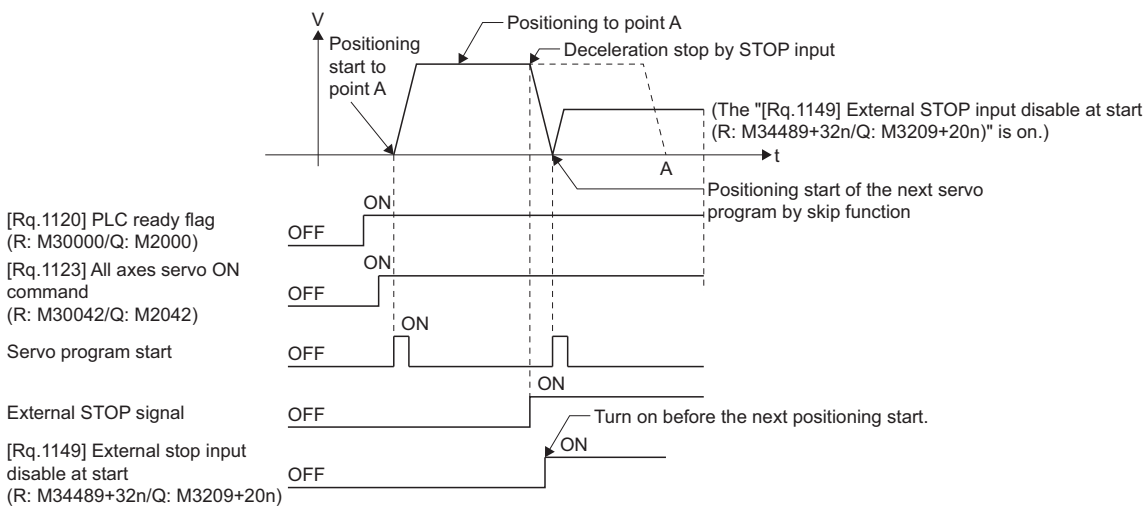 V
Positioning to point A
Positioning
start to
point A
Deceleration stop by STOP input
(The "[Rq.1149] External STOP input disable at start
(R: M34489+32n/Q: M3209+20n)" is on.)
t
A
Positioning start of the next servo
program by skip function
[Rq.1120] PLC ready flag
(R: M30000/Q: M2000)
OFF
ON
[Rq.1123] All axes servo ON
command
(R: M30042/Q: M2042)
OFF
ON
Servo program start
OFF
ON
External STOP signal
OFF
ON
Turn on before the next positioning start.
[Rq.1149] External stop input
disable at start
(R: M34489+32n/Q: M3209+20n)
OFF
ON